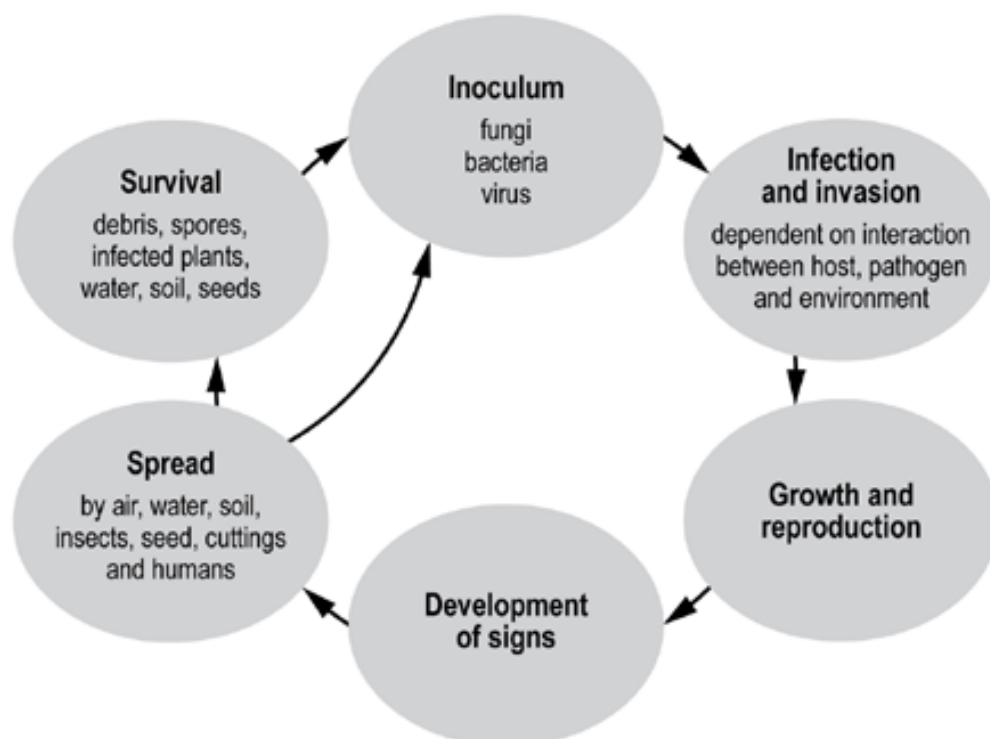 Inoculum
fungi
bacteria
virus
Infection
and invasion
dependent on interaction
between host, pathogen
and environment
Growth and
reproduction
Development
of signs
Spread
by air, water, soil,
insects, seed, cuttings
and humans
Survival
debris, spores,
infected plants,
water, soil, seeds